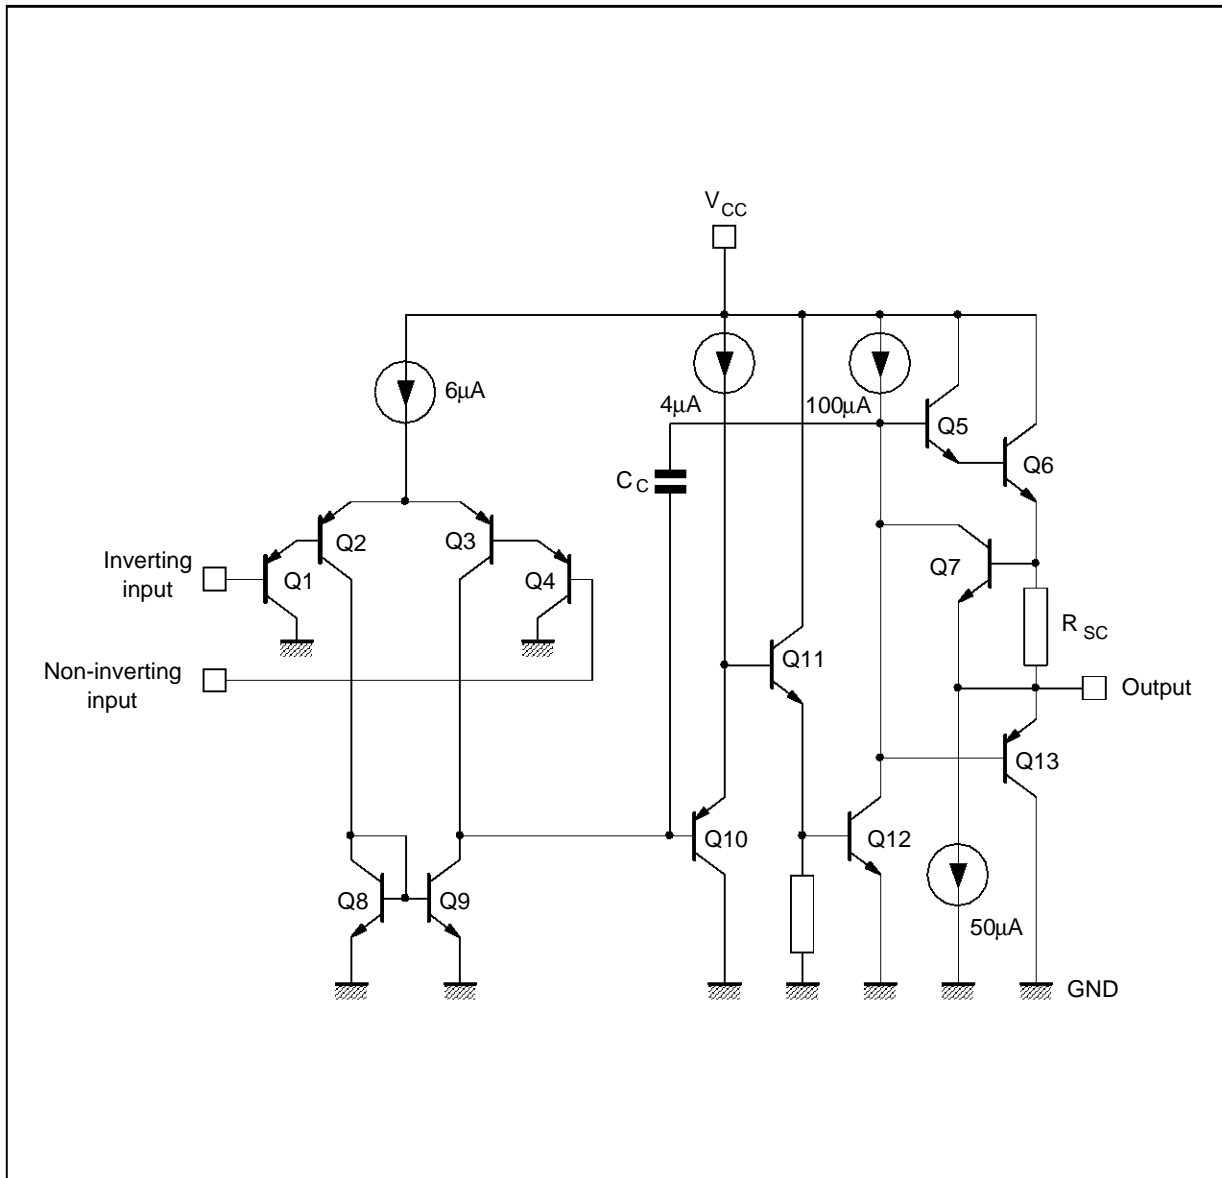 V CC
6µA
4µA
100µA
Q5
Q6
C C
Q2
Q3
Inverting
input
Q1
Q4
Q7
R SC
Non-inverting
input
Q11
Output
Q13
Q10
Q12
Q8
Q9
50µA
GND